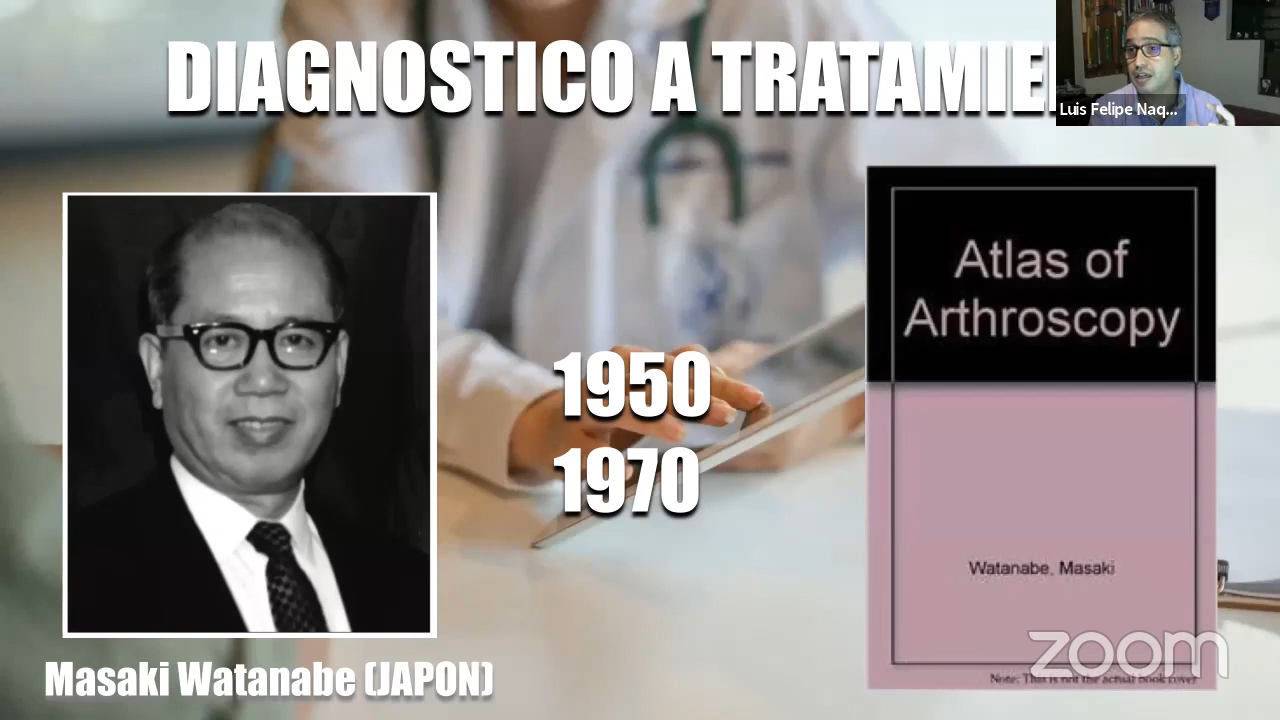 DIAGNOSTICO A TRATAMIE
Luis Felipe Naq...
Atlas of
Arthroscopy
1950
1970
Watanabe, Masaki
zoom
Masaki Watanabe (JAPON)
Note: This is not the actual book cover